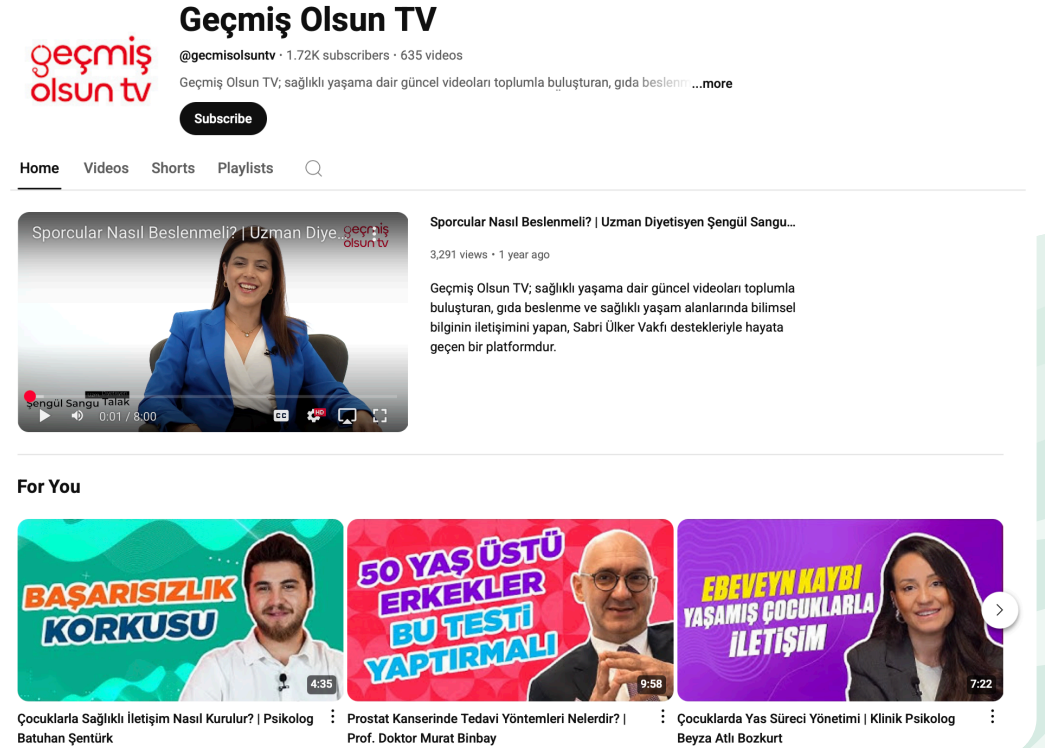 Geçmiş Olsun TV
geçmiş
olsun tv
@gecmisolsuntv · 1.72K subscribers · 635 videos
Geçmiş Olsun TV; sağlıklı yaşama dair güncel videoları toplumla buluşturan, gıda beslenm ...more
Subscribe
Home Videos Shorts Playlists
Sporcular Nasıl Beslenmeli? | Uzman Diye...
geçmiş
olsun tv
Şengül Sangu Talak
0:01 / 8:00
CC
HD
Sporcular Nasıl Beslenmeli? | Uzman Diyetisyen Şengül Sangu...
3,291 views • 1 year ago
Geçmiş Olsun TV; sağlıklı yaşama dair güncel videoları toplumla
buluşturan, gıda beslenme ve sağlıklı yaşam alanlarında bilimsel
bilginin iletişimini yapan, Sabri Ülker Vakfı destekleriyle hayata
geçen bir platformdur.
For You
BAŞARISIZLIK
KORKUSU
4:35
50 YAŞ ÜSTÜ
ERKEKLER
BU TESTİ
YAPTIRMALI
9:58
EBEVEYN KAYBI
YAŞAMIŞ ÇOCUKLARLA
İLETİŞİM
7:22
Çocuklarla Sağlıklı İletişim Nasıl Kurulur? | Psikolog
Batuhan Şentürk
Prostat Kanserinde Tedavi Yöntemleri Nelerdir? |
Prof. Doktor Murat Binbay
Çocuklarda Yas Süreci Yönetimi | Klinik Psikolog
Beyza Atlı Bozkurt